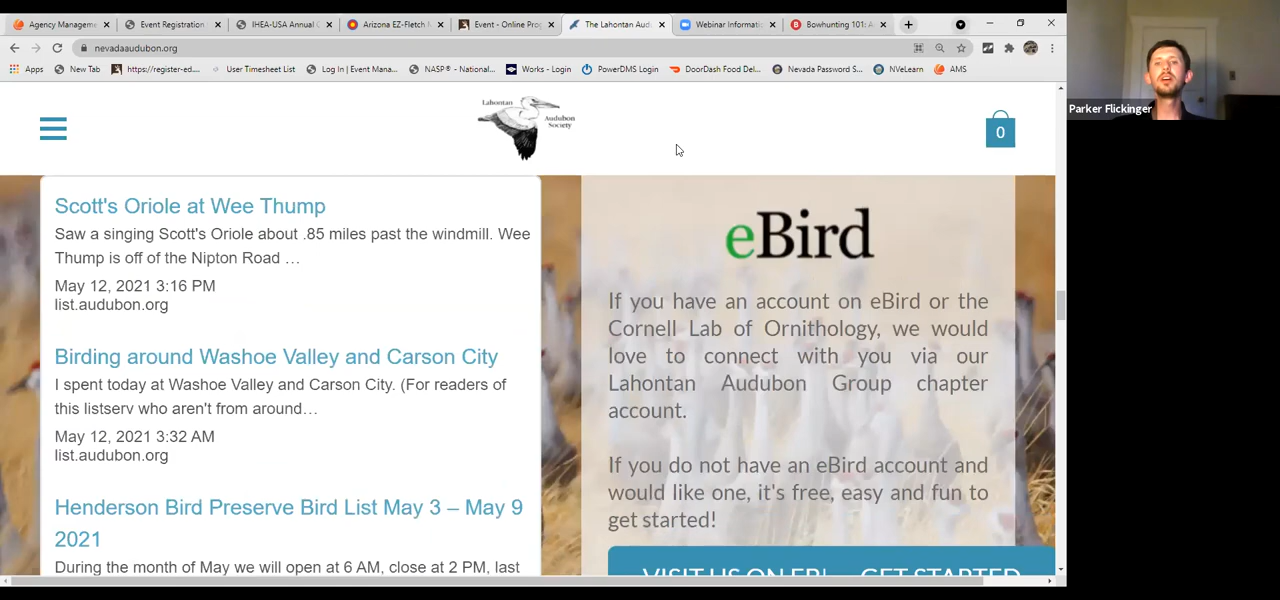 Agency Manageme
Event Registration
IHEA-USA Annual C
Arizona EZ-Fletch M
Event - Online Prog
The Lahontan Aud
Webinar Informati
Bowhunting 101: A
nevadaaudubon.org
Apps
New Tab
https://register-ed....
User Timesheet List
Log In | Event Mana...
NASP® - National...
Works - Login
PowerDMS Login
DoorDash Food Del...
Nevada Password S...
NVeLearn
AMS
Parker Flickinger
Lahontan
Audubon
Society
0
Scott's Oriole at Wee Thump
Saw a singing Scott's Oriole about .85 miles past the windmill. Wee
Thump is off of the Nipton Road …
May 12, 2021 3:16 PM
list.audubon.org
Birding around Washoe Valley and Carson City
I spent today at Washoe Valley and Carson City. (For readers of
this listserv who aren't from around…
May 12, 2021 3:32 AM
list.audubon.org
Henderson Bird Preserve Bird List May 3 – May 9
2021
During the month of May we will open at 6 AM, close at 2 PM, last
eBird
If you have an account on eBird or the
Cornell Lab of Ornithology, we would
love to connect with you via our
Lahontan Audubon Group chapter
account.
If you do not have an eBird account and
would like one, it's free, easy and fun to
get started!
VISIT US ON EBI
GET STARTED